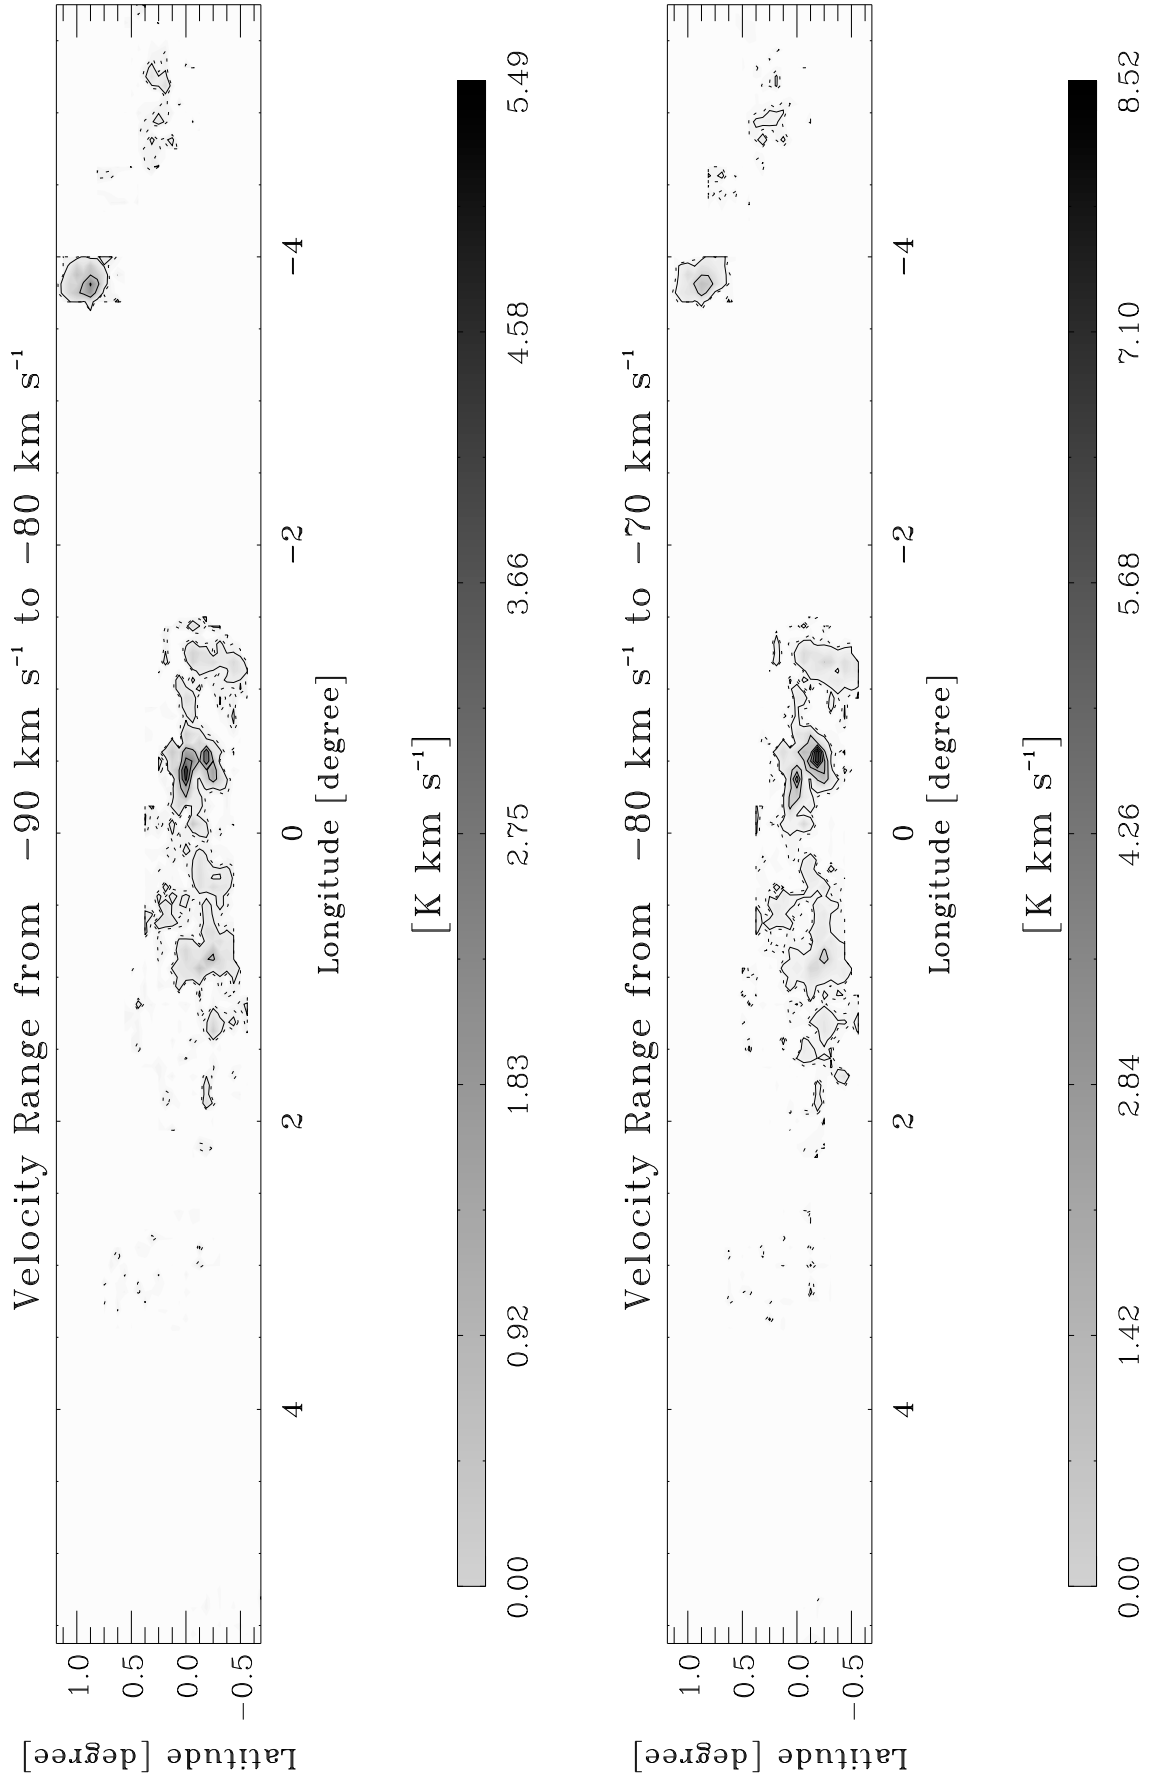 Velocity Range from −90 km s⁻¹ to −80 km s⁻¹
Latitude [degree]
1.0
0.5
0.0
−0.5
4 2 0 −2 −4
Longitude [degree]
[K km s⁻¹]
0.00 0.92 1.83 2.75 3.66 4.58 5.49
Velocity Range from −80 km s⁻¹ to −70 km s⁻¹
Latitude [degree]
1.0
0.5
0.0
−0.5
4 2 0 −2 −4
Longitude [degree]
[K km s⁻¹]
0.00 1.42 2.84 4.26 5.68 7.10 8.52